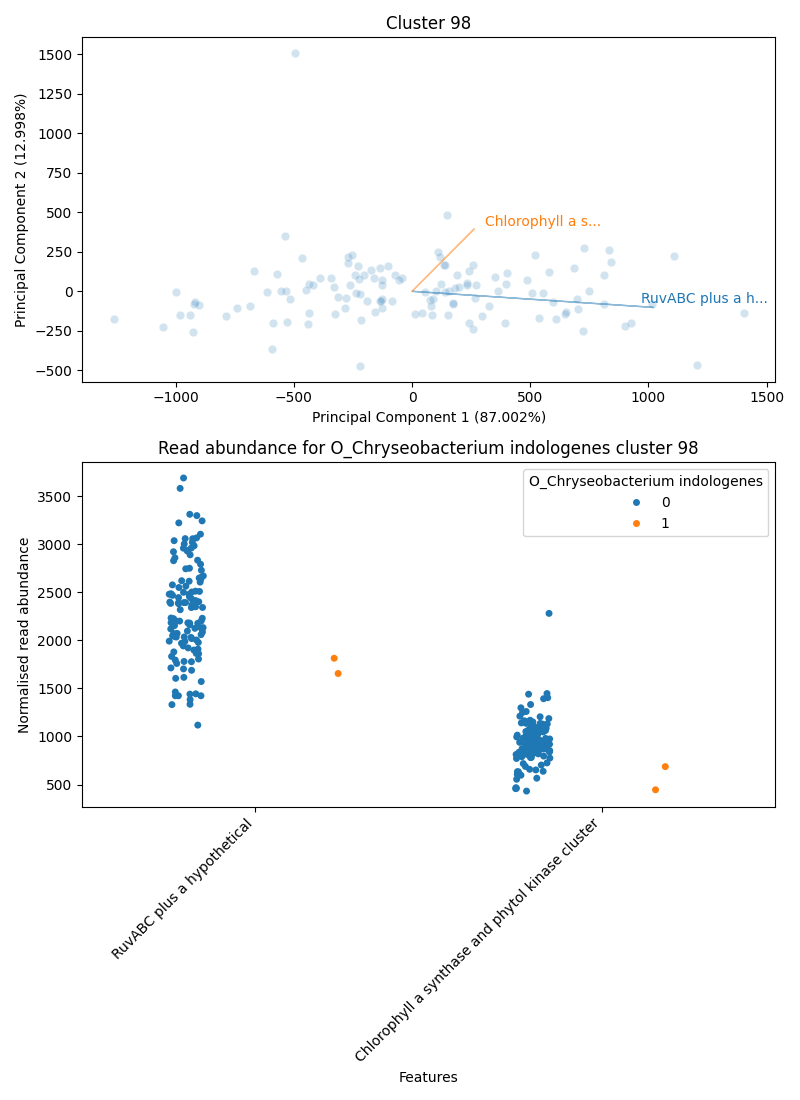 Cluster 98
1500
1250
1000
750
500
250
0
−250
−500
Principal Component 2 (12.998%)
Chlorophyll a s...
RuvABC plus a h...
−1000
−500
0
500
1000
1500
Principal Component 1 (87.002%)
Read abundance for O_Chryseobacterium indologenes cluster 98
3500
3000
2500
2000
1500
1000
500
Normalised read abundance
O_Chryseobacterium indologenes
0
1
RuvABC plus a hypothetical
Chlorophyll a synthase and phytol kinase cluster
Features